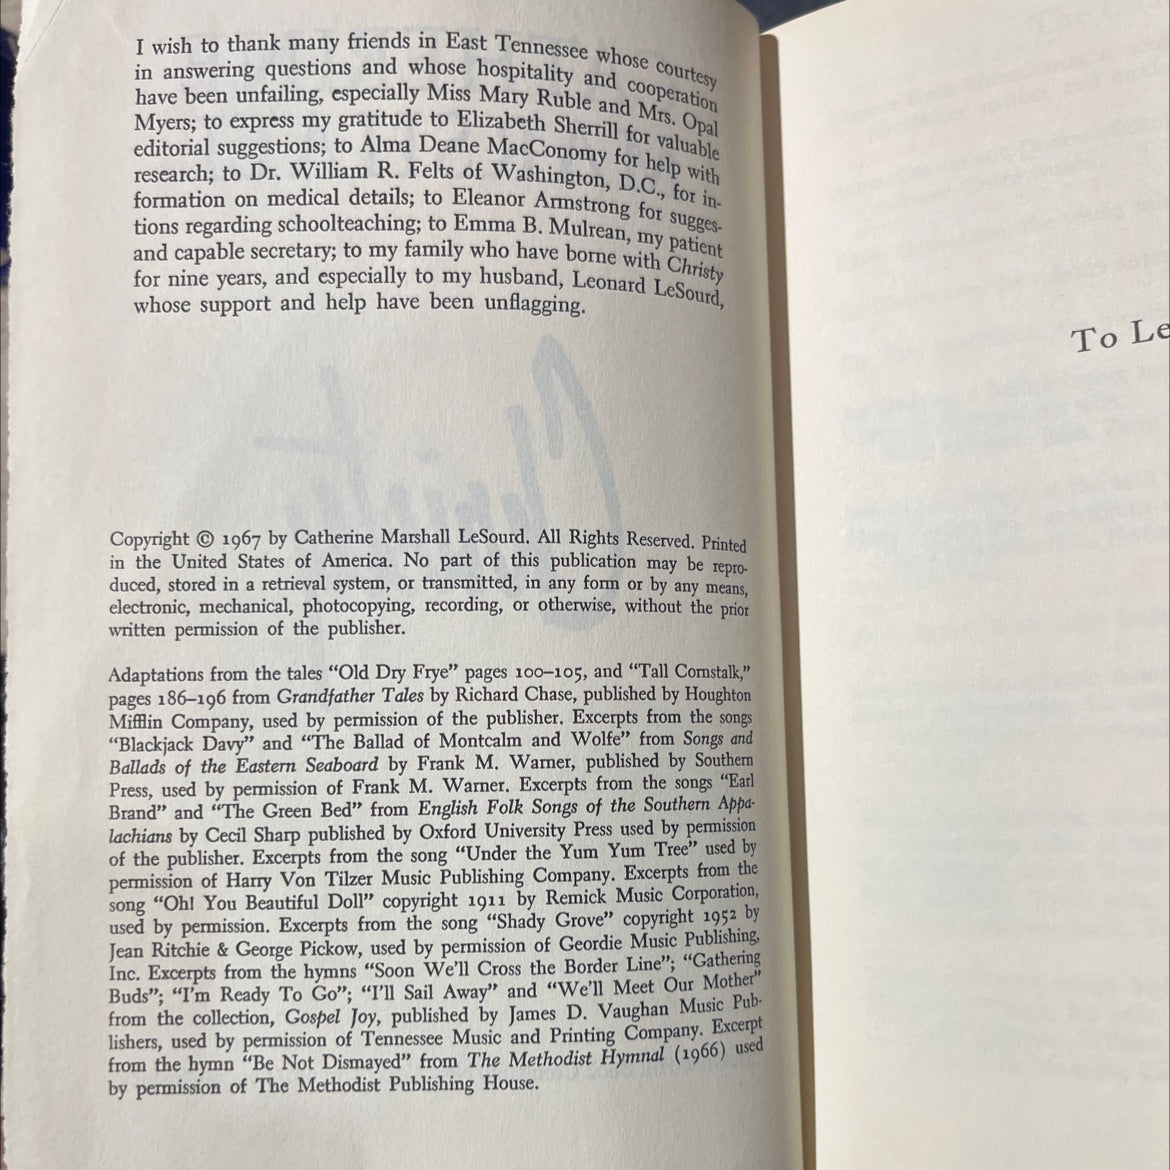 I wish to thank many friends in East Tennessee whose courtesy
in answering questions and whose hospitality and cooperation
have been unfailing, especially Miss Mary Ruble and Mrs. Opal
Myers; to express my gratitude to Elizabeth Sherrill for valuable
editorial suggestions; to Alma Deane MacConomy for help with
research; to Dr. William R. Felts of Washington, D.C., for in-
formation on medical details; to Eleanor Armstrong for sugges-
tions regarding schoolteaching; to Emma B. Mulrean, my patient
and capable secretary; to my family who have borne with Christy
for nine years, and especially to my husband, Leonard LeSourd,
whose support and help have been unflagging.
Christy
Copyright © 1967 by Catherine Marshall LeSourd. All Rights Reserved. Printed
in the United States of America. No part of this publication may be repro-
duced, stored in a retrieval system, or transmitted, in any form or by any means,
electronic, mechanical, photocopying, recording, or otherwise, without the prior
written permission of the publisher.
Adaptations from the tales “Old Dry Frye” pages 100–105, and “Tall Cornstalk,”
pages 186–196 from Grandfather Tales by Richard Chase, published by Houghton
Mifflin Company, used by permission of the publisher. Excerpts from the songs
“Blackjack Davy” and “The Ballad of Montcalm and Wolfe” from Songs and
Ballads of the Eastern Seaboard by Frank M. Warner, published by Southern
Press, used by permission of Frank M. Warner. Excerpts from the songs “Earl
Brand” and “The Green Bed” from English Folk Songs of the Southern Appa-
lachians by Cecil Sharp published by Oxford University Press used by permission
of the publisher. Excerpts from the song “Under the Yum Yum Tree” used by
permission of Harry Von Tilzer Music Publishing Company. Excerpts from the
song “Oh! You Beautiful Doll” copyright 1911 by Remick Music Corporation,
used by permission. Excerpts from the song “Shady Grove” copyright 1952 by
Jean Ritchie & George Pickow, used by permission of Geordie Music Publishing,
Inc. Excerpts from the hymns “Soon We’ll Cross the Border Line”; “Gathering
Buds”; “I’m Ready To Go”; “I’ll Sail Away” and “We’ll Meet Our Mother”
from the collection, Gospel Joy, published by James D. Vaughan Music Pub-
lishers, used by permission of Tennessee Music and Printing Company. Excerpt
from the hymn “Be Not Dismayed” from The Methodist Hymnal (1966) used
by permission of The Methodist Publishing House.
To Le